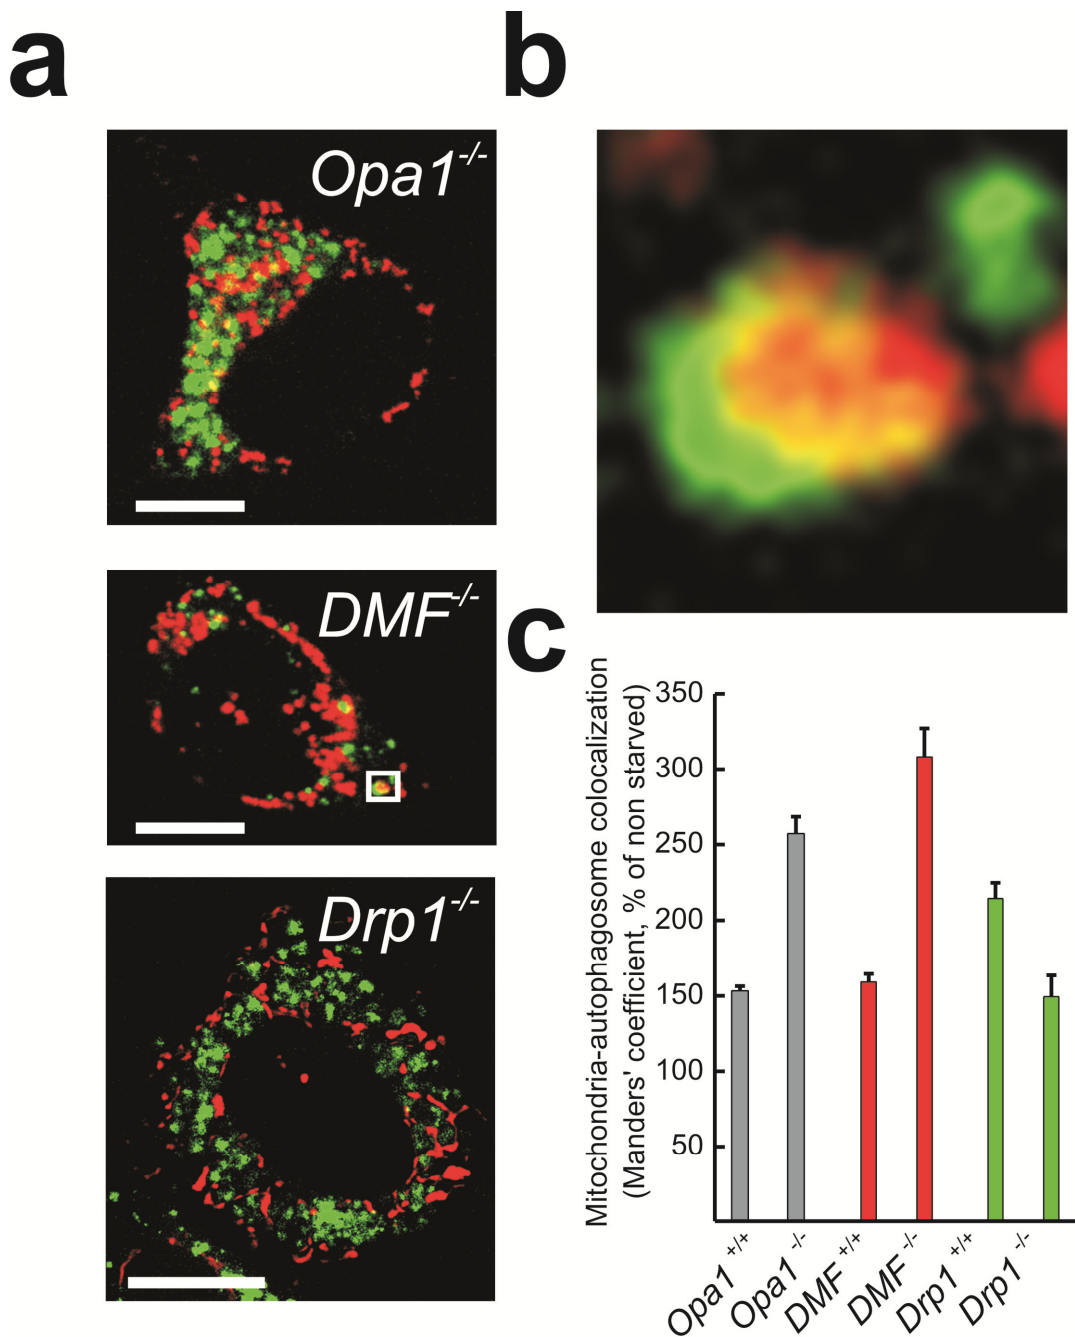 a
Opa1-/-
DMF-/-
Drp1-/-
b
c
Mitochondria-autophagosome colocalization
(Manders' coefficient, % of non starved)
350
300
250
200
150
100
50
Opa1 +/+
Opa1 -/-
DMF +/+
DMF -/-
Drp1 +/+
Drp1 -/-